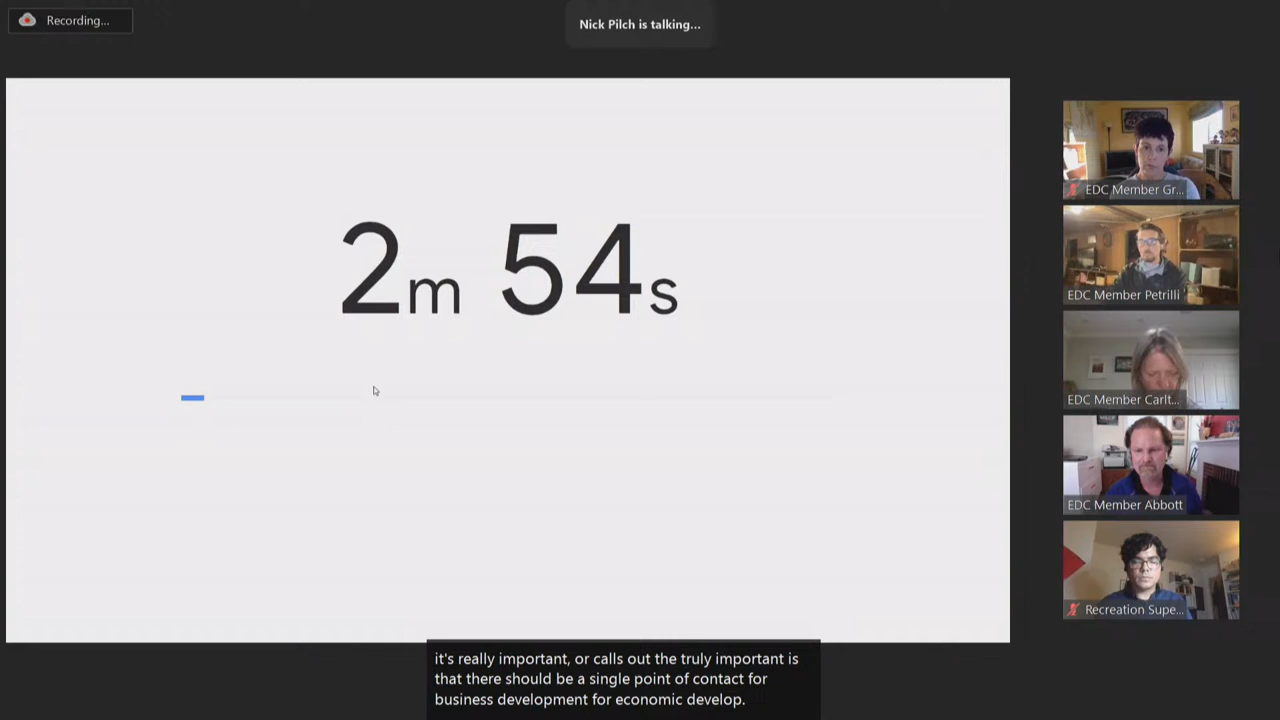 Recording...
Nick Pilch is talking...
2m 54s
EDC Member Gr...
EDC Member Petrilli
EDC Member Carlt...
EDC Member Abbott
Recreation Supe...
it's really important, or calls out the truly important is
that there should be a single point of contact for
business development for economic develop.